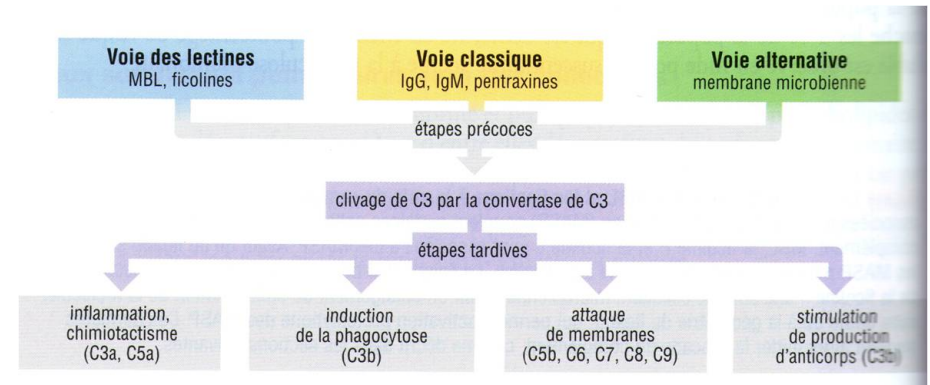 Voie des lectines
MBL, ficolines
Voie classique
IgG, IgM, pentraxines
Voie alternative
membrane microbienne
étapes précoces
clivage de C3 par la convertase de C3
étapes tardives
inflammation,
chimiotactisme
(C3a, C5a)
induction
de la phagocytose
(C3b)
attaque
de membranes
(C5b, C6, C7, C8, C9)
stimulation
de production
d'anticorps (C3b)